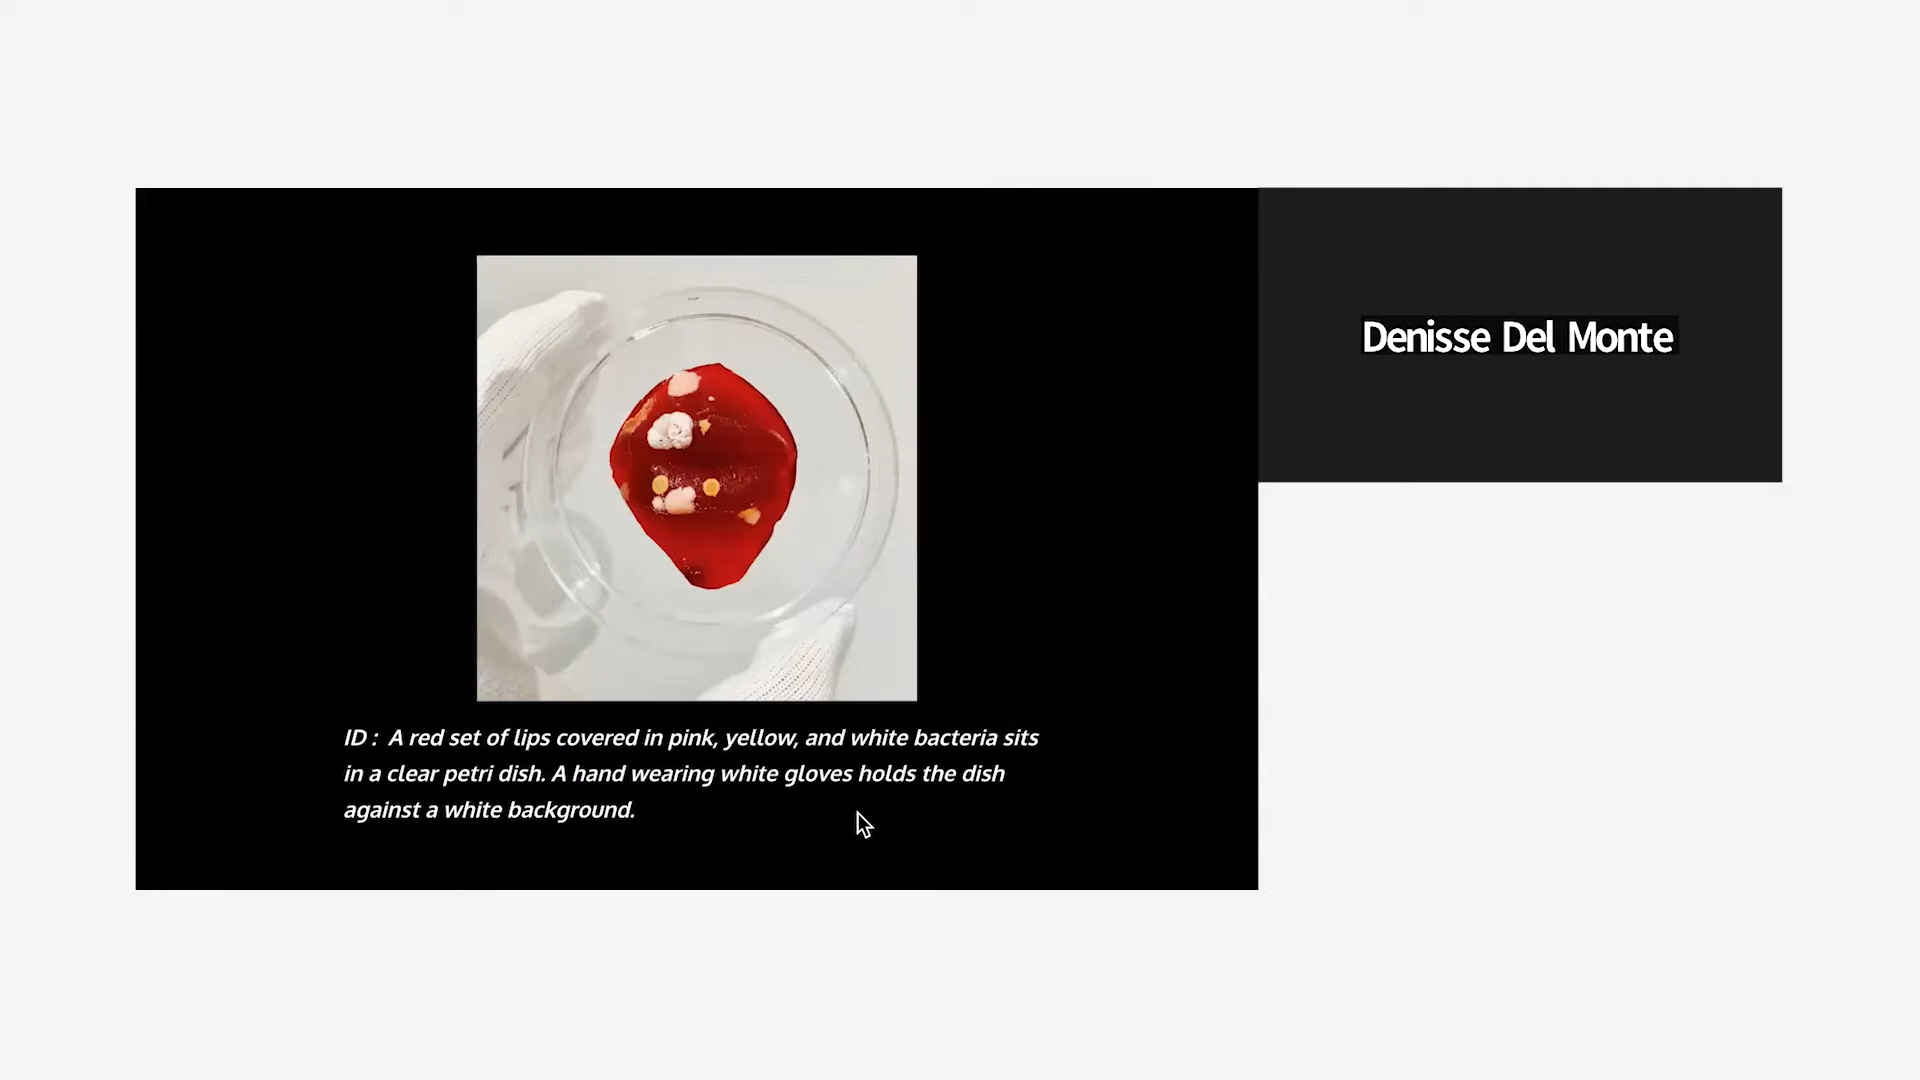 Denisse Del Monte
ID : A red set of lips covered in pink, yellow, and white bacteria sits
in a clear petri dish. A hand wearing white gloves holds the dish
against a white background.